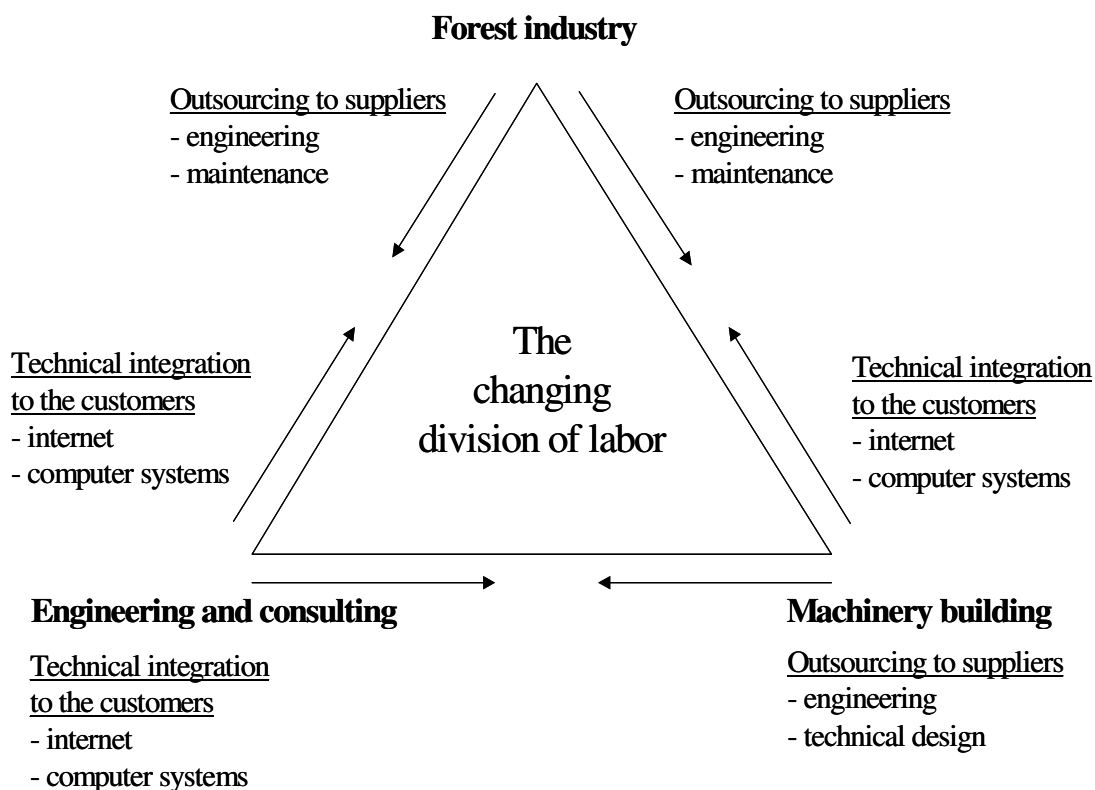 Forest industry
Outsourcing to suppliers
- engineering
- maintenance
Outsourcing to suppliers
- engineering
- maintenance
The
changing
division of labor
Technical integration
to the customers
- internet
- computer systems
Technical integration
to the customers
- internet
- computer systems
Engineering and consulting
Technical integration
to the customers
- internet
- computer systems
Machinery building
Outsourcing to suppliers
- engineering
- technical design